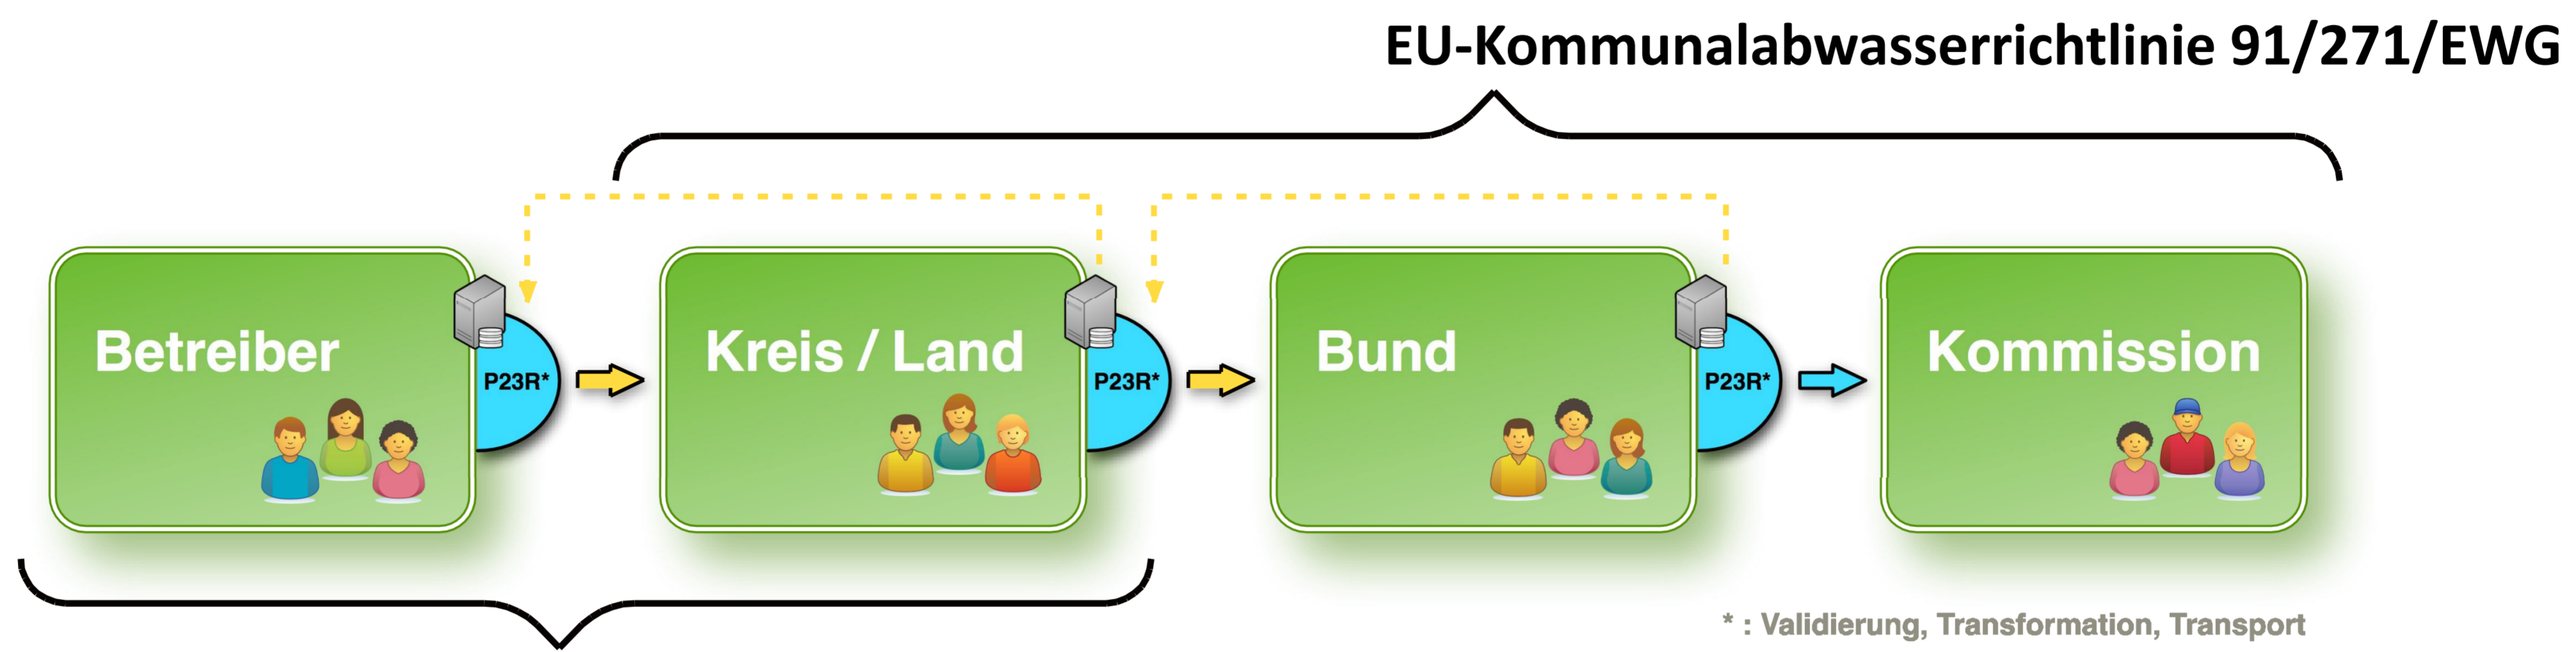 EU-Kommunalabwasserrichtlinie 91/271/EWG
Betreiber
P23R*
Kreis / Land
P23R*
Bund
P23R*
Kommission
* : Validierung, Transformation, Transport